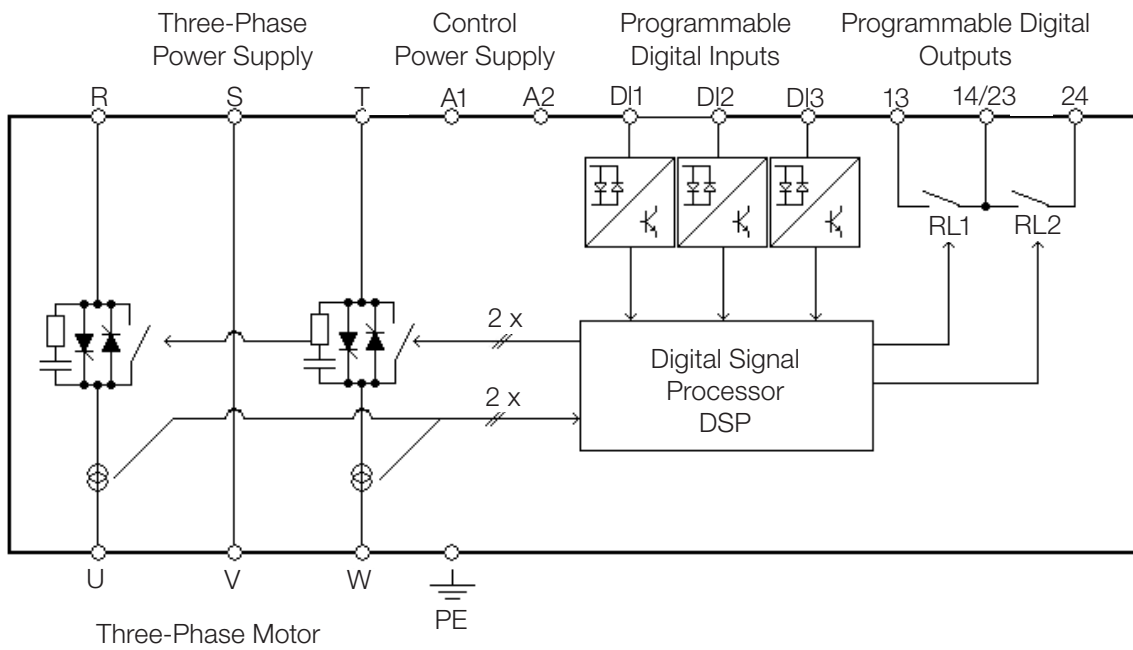 Three-Phase
Power Supply
Control
Power Supply
Programmable
Digital Inputs
Programmable Digital
Outputs
R
S
T
A1
A2
DI1
DI2
DI3
13
14/23
24
RL1
RL2
2 x
2 x
Digital Signal
Processor
DSP
U
V
W
PE
Three-Phase Motor